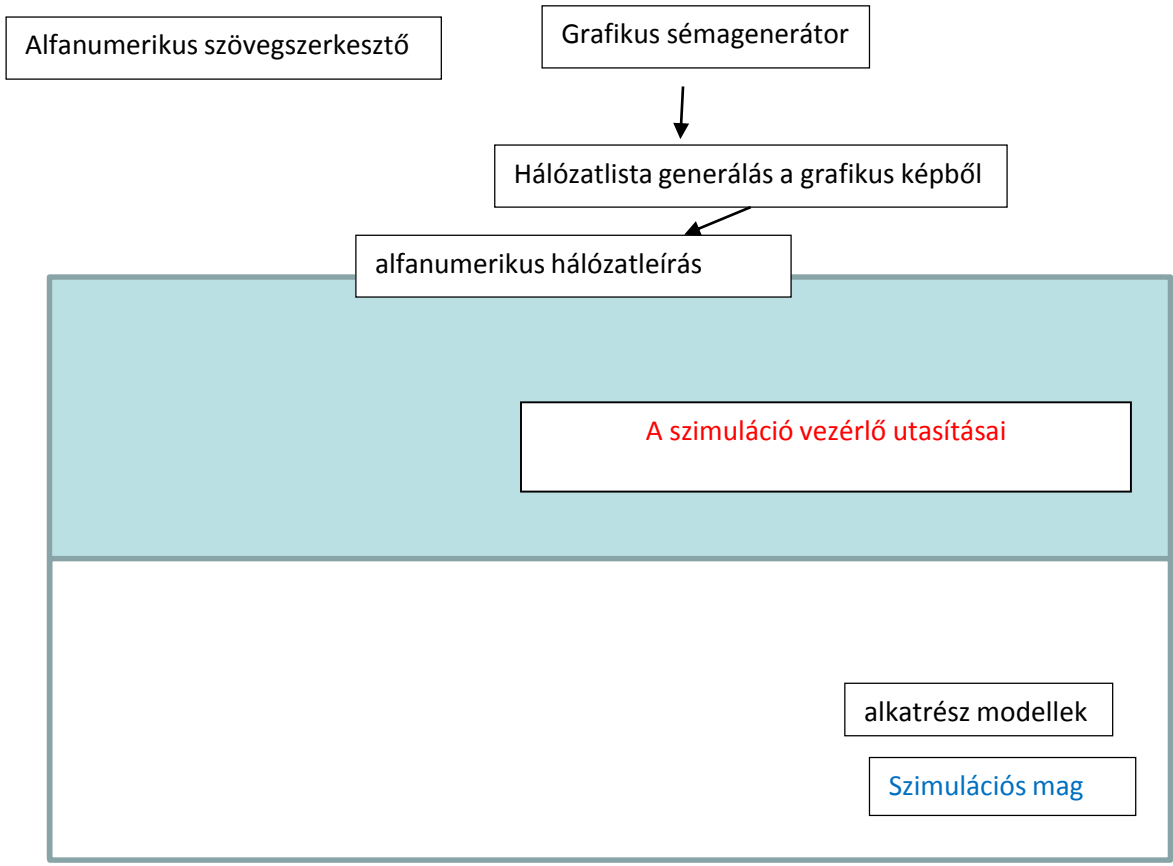 Alfanumerikus szövegszerkesztő
Grafikus sémagenerátor
Hálózatlista generálás a grafikus képből
alfanumerikus hálózatleírás
A szimuláció vezérlő utasításai
alkatrész modellek
Szimulációs mag